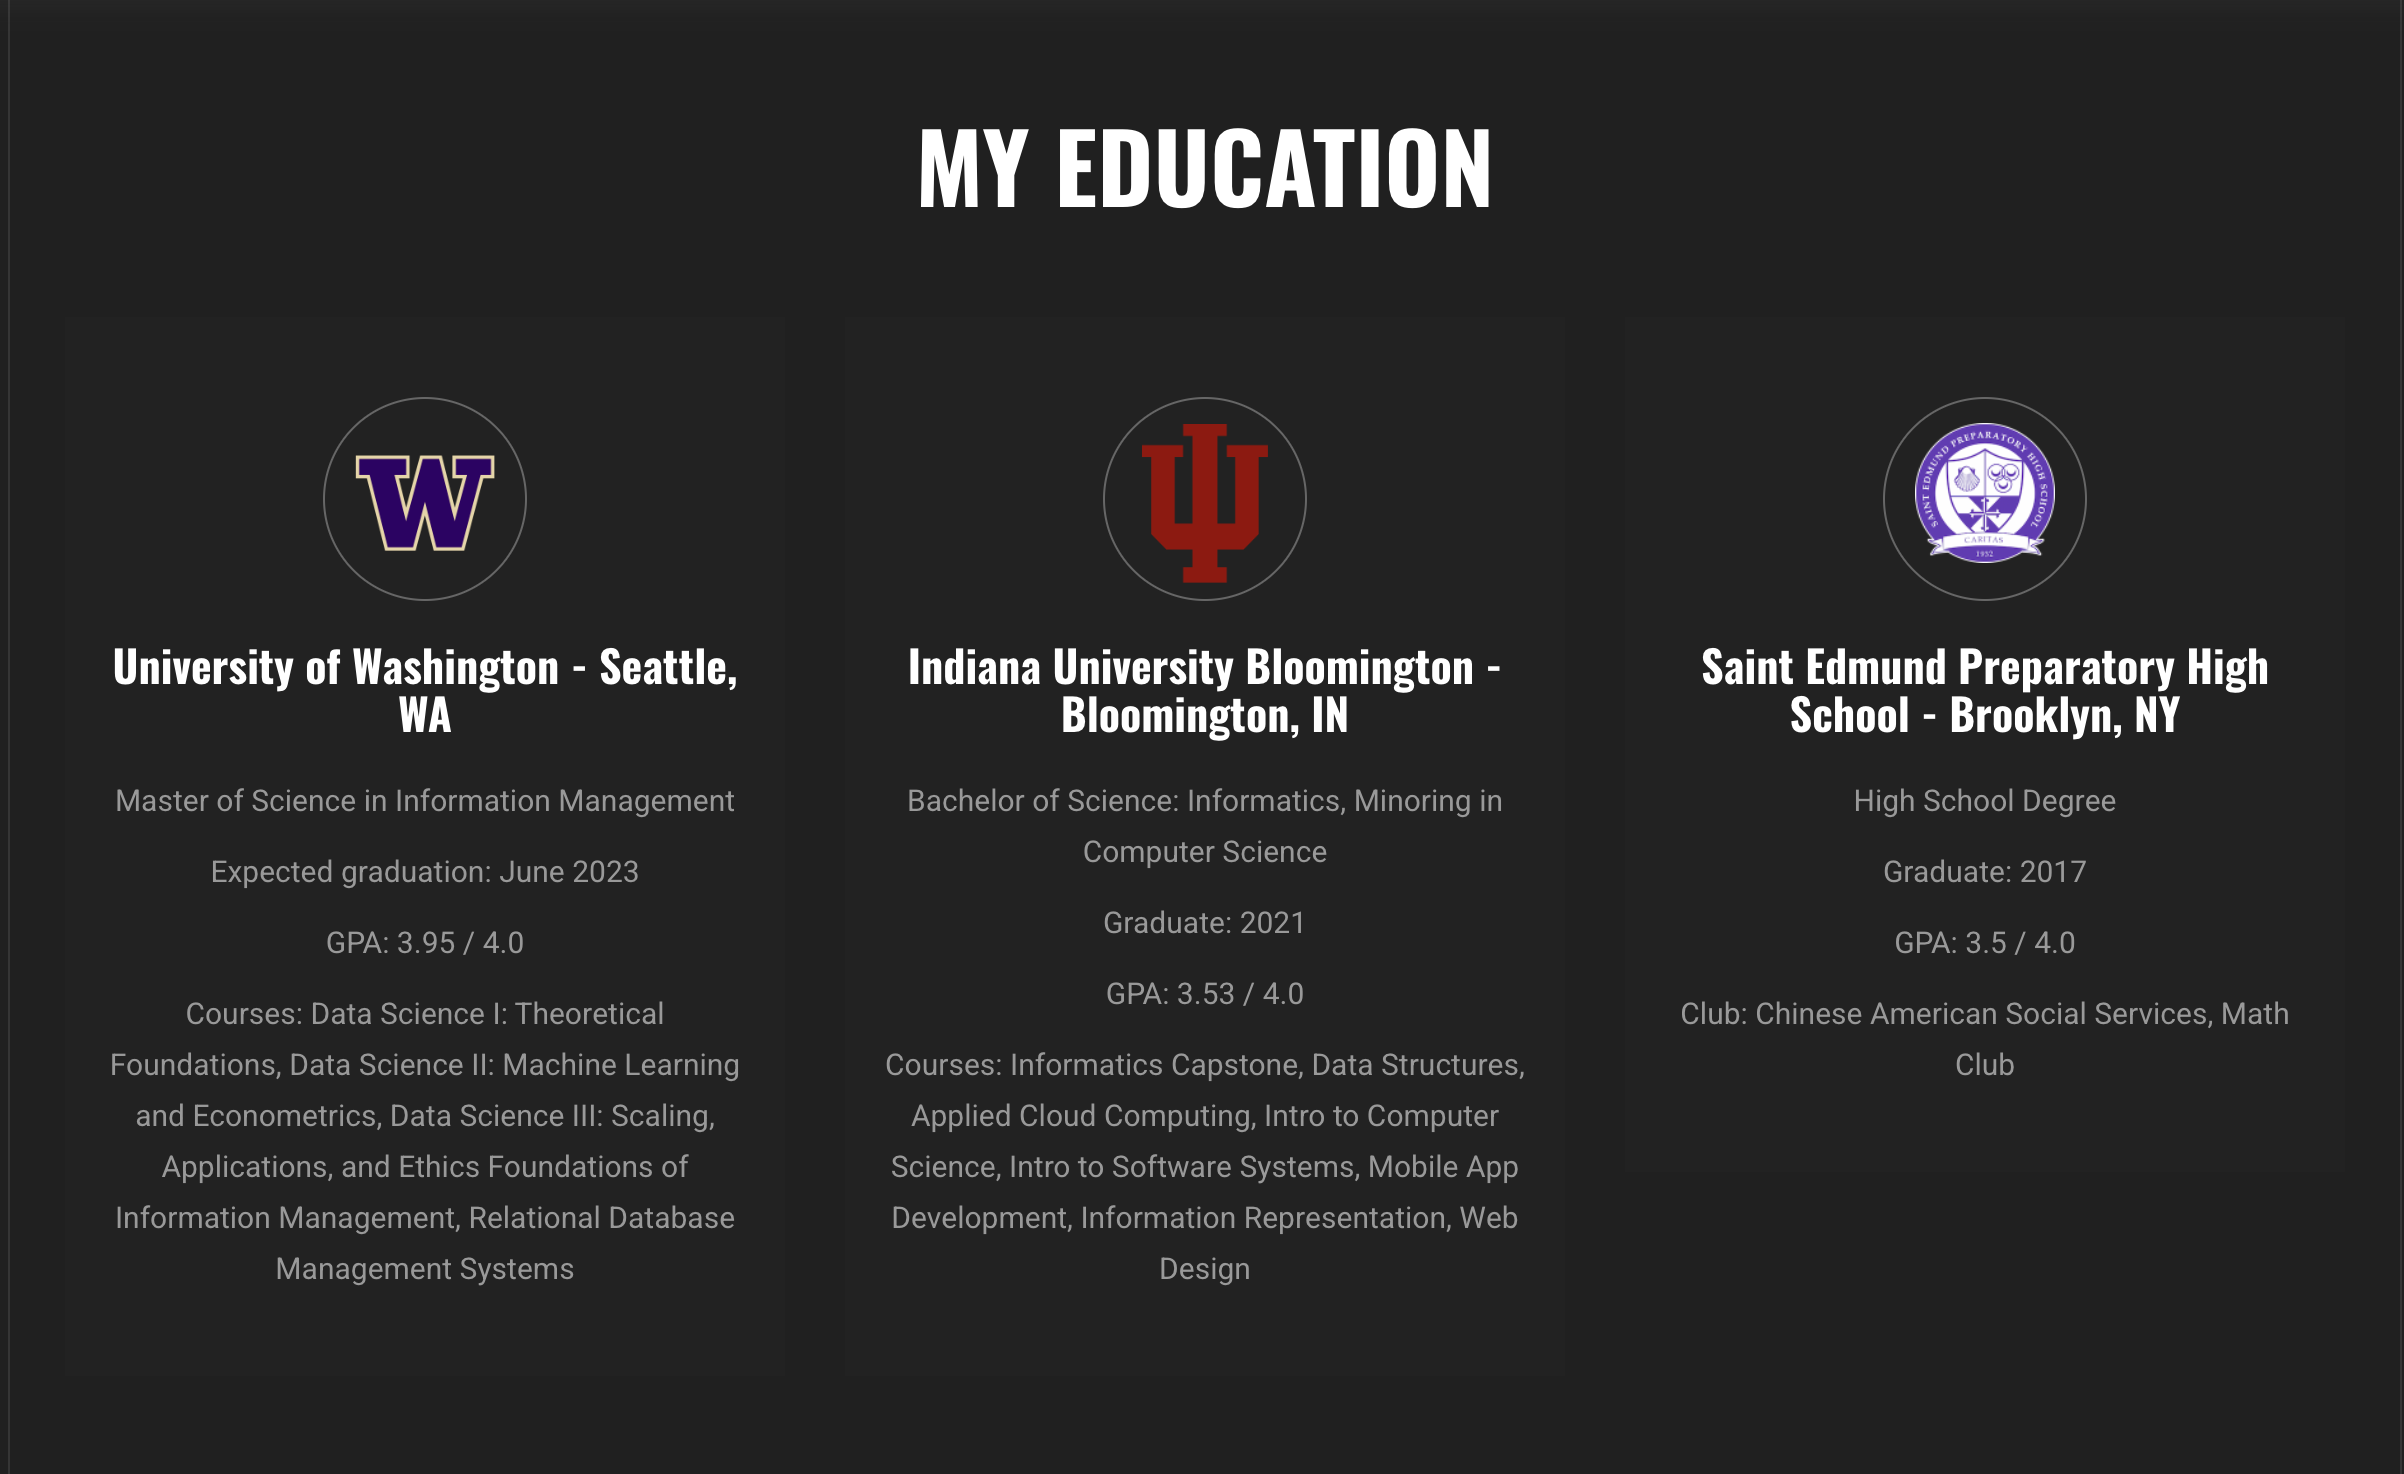 MY EDUCATION
W
University of Washington - Seattle,
WA
Master of Science in Information Management
Expected graduation: June 2023
GPA: 3.95 / 4.0
Courses: Data Science I: Theoretical
Foundations, Data Science II: Machine Learning
and Econometrics, Data Science III: Scaling,
Applications, and Ethics Foundations of
Information Management, Relational Database
Management Systems
Indiana University Bloomington -
Bloomington, IN
Bachelor of Science: Informatics, Minoring in
Computer Science
Graduate: 2021
GPA: 3.53 / 4.0
Courses: Informatics Capstone, Data Structures,
Applied Cloud Computing, Intro to Computer
Science, Intro to Software Systems, Mobile App
Development, Information Representation, Web
Design
SAINT EDMUND PREPARATORY HIGH SCHOOL
CARITAS
1932
Saint Edmund Preparatory High
School - Brooklyn, NY
High School Degree
Graduate: 2017
GPA: 3.5 / 4.0
Club: Chinese American Social Services, Math
Club